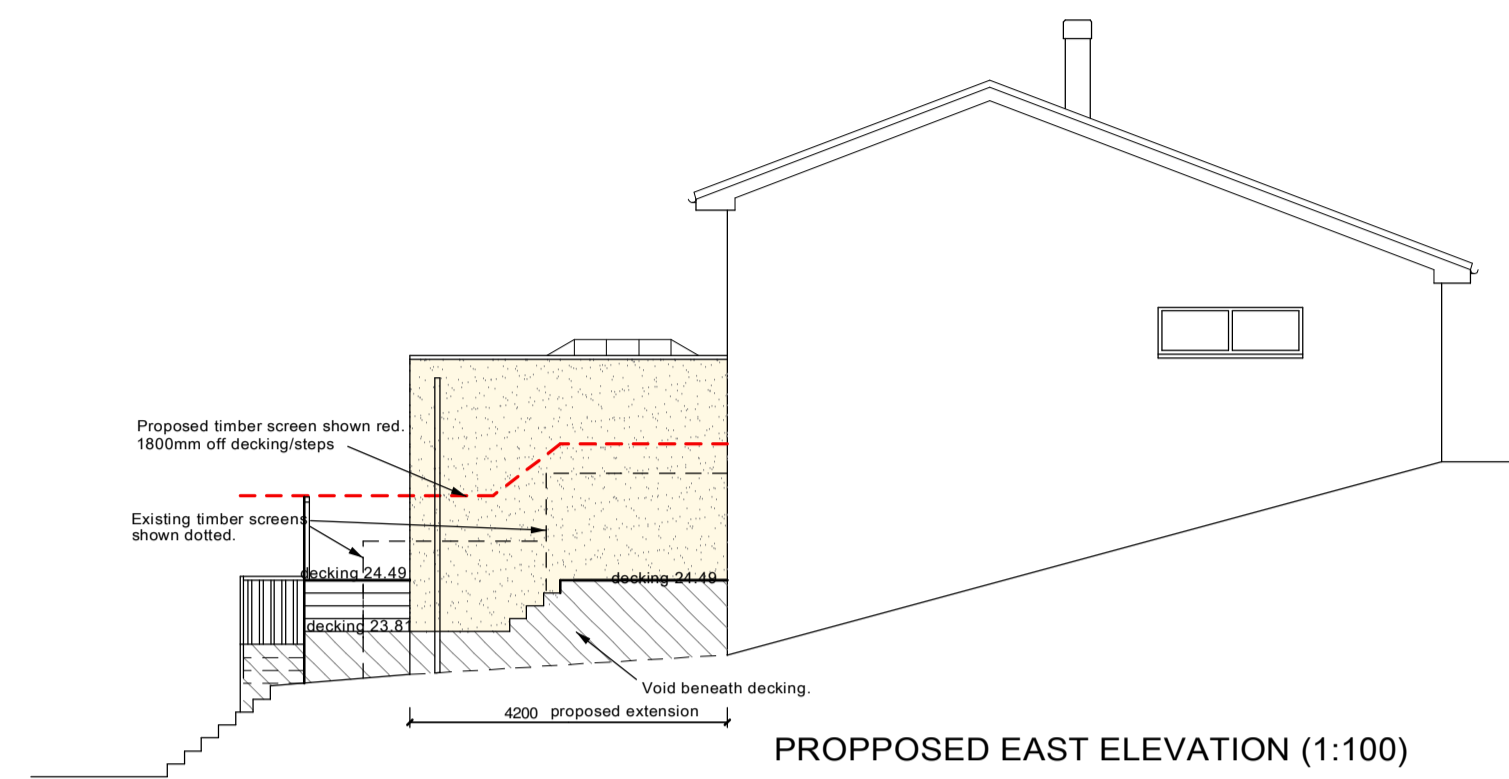 Proposed timber screen shown red.
1800mm off decking/steps
Existing timber screens
shown dotted.
decking 24.49
decking 24.49
decking 23.81
Void beneath decking.
4200 proposed extension
PROPPOSED EAST ELEVATION (1:100)